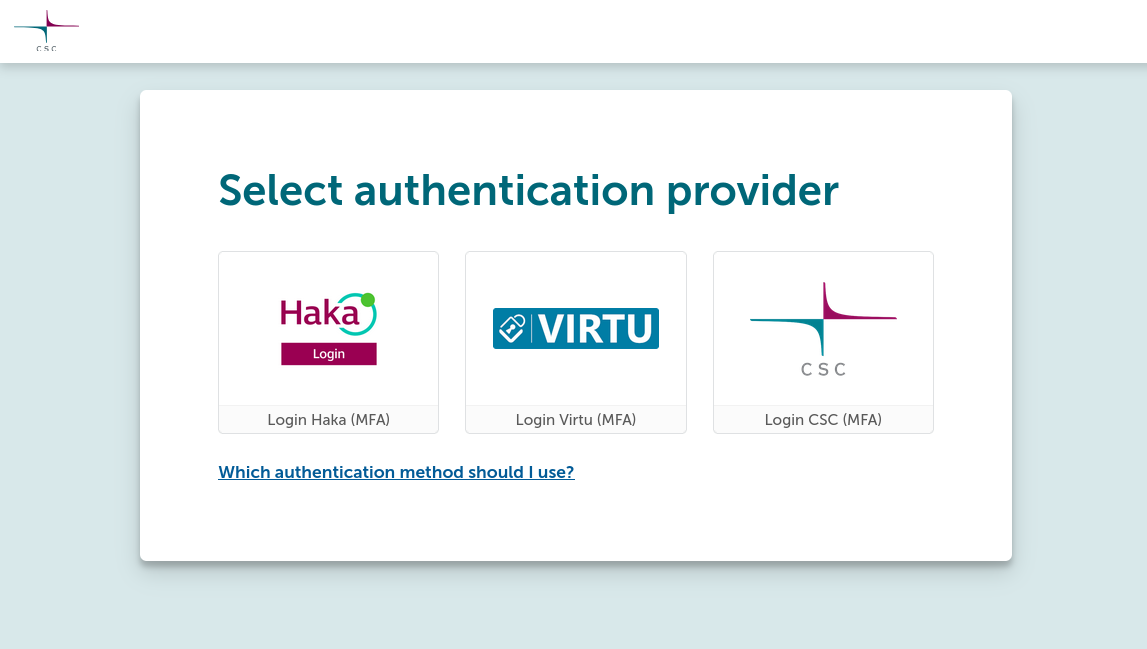 CSC
Select authentication provider
Haka
Login
VIRTU
CSC
Login Haka (MFA)
Login Virtu (MFA)
Login CSC (MFA)
Which authentication method should I use?